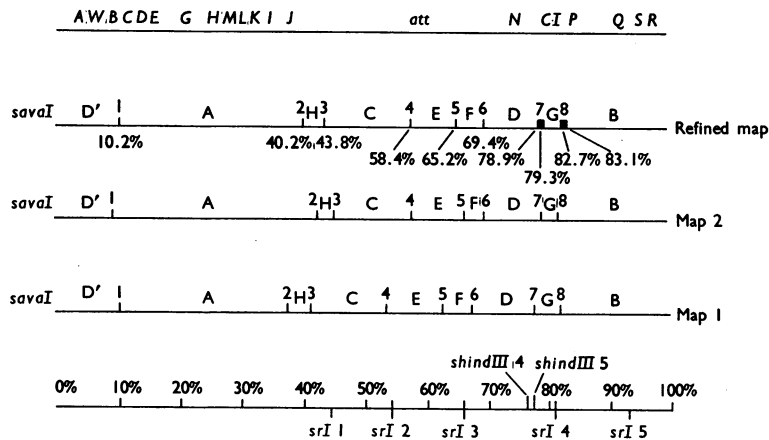 A W B C D E G H M L K I J att N CI P Q S R
savaI D′ 1 A 2 H 3 C 4 E 5 F 6 D 7 G 8 B Refined map
10.2% 40.2% 43.8% 69.4%
58.4% 65.2% 78.9% 82.7% 83.1%
79.3%
savaI D′ 1 A 2 H 3 C 4 E 5 F 6 D 7 G 8 B Map 2
savaI D′ 1 A 2 H 3 C 4 E 5 F 6 D 7 G 8 B Map 1
shindIII 4 shindIII 5
0% 10% 20% 30% 40% 50% 60% 70% 80% 90% 100%
srI 1 srI 2 srI 3 srI 4 srI 5